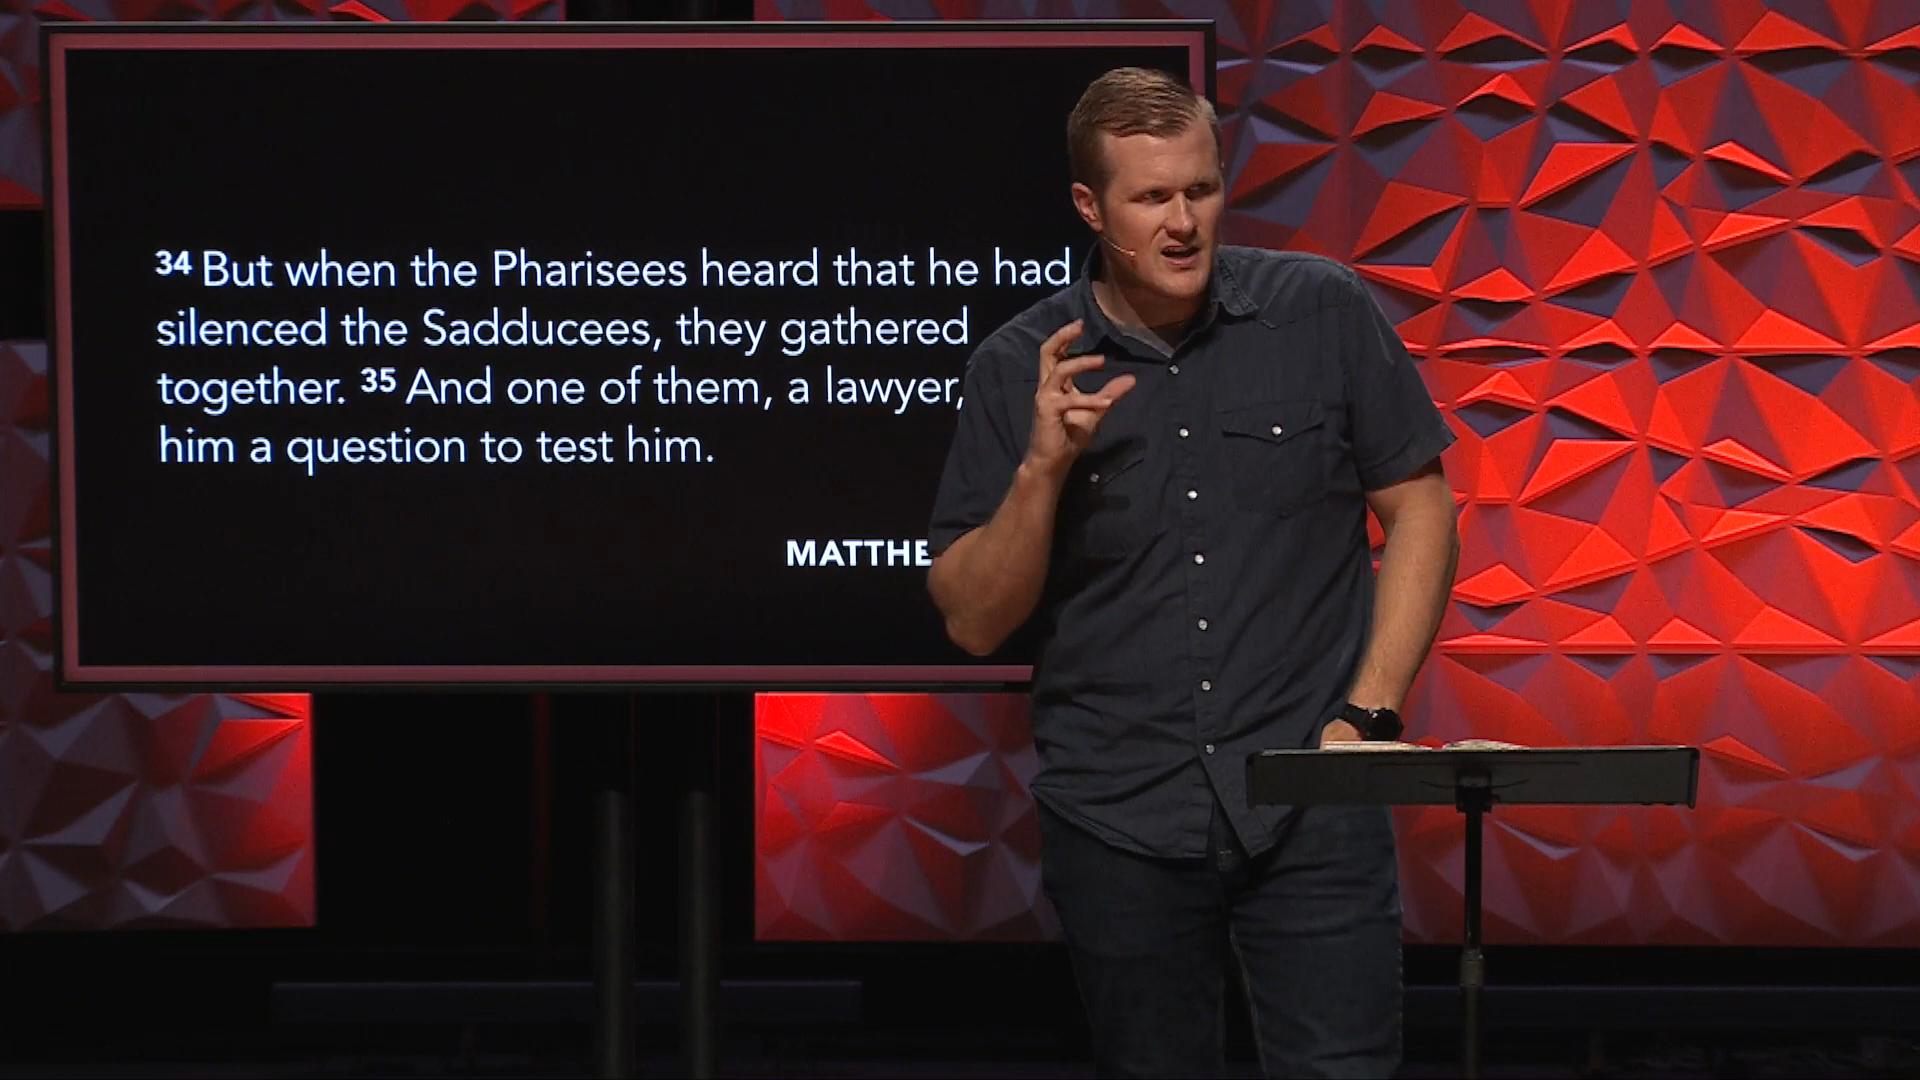 34 But when the Pharisees heard that he had
silenced the Sadducees, they gathered
together. 35 And one of them, a lawyer,
him a question to test him.
MATTHE